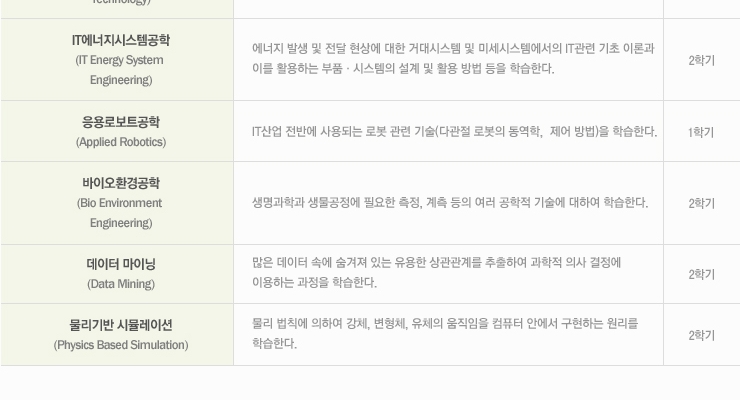 Technology)
IT에너지시스템공학
(IT Energy System
Engineering)
에너지 발생 및 전달 현상에 대한 거대시스템 및 미세시스템에서의 IT관련 기초 이론과
이를 활용하는 부품 · 시스템의 설계 및 활용 방법 등을 학습한다.
2학기
응용로보트공학
(Applied Robotics)
IT산업 전반에 사용되는 로봇 관련 기술(다관절 로봇의 동역학, 제어 방법)을 학습한다.
1학기
바이오환경공학
(Bio Environment
Engineering)
생명과학과 생물공정에 필요한 측정, 계측 등의 여러 공학적 기술에 대하여 학습한다.
2학기
데이터 마이닝
(Data Mining)
많은 데이터 속에 숨겨져 있는 유용한 상관관계를 추출하여 과학적 의사 결정에
이용하는 과정을 학습한다.
2학기
물리기반 시뮬레이션
(Physics Based Simulation)
물리 법칙에 의하여 강체, 변형체, 유체의 움직임을 컴퓨터 안에서 구현하는 원리를
학습한다.
2학기